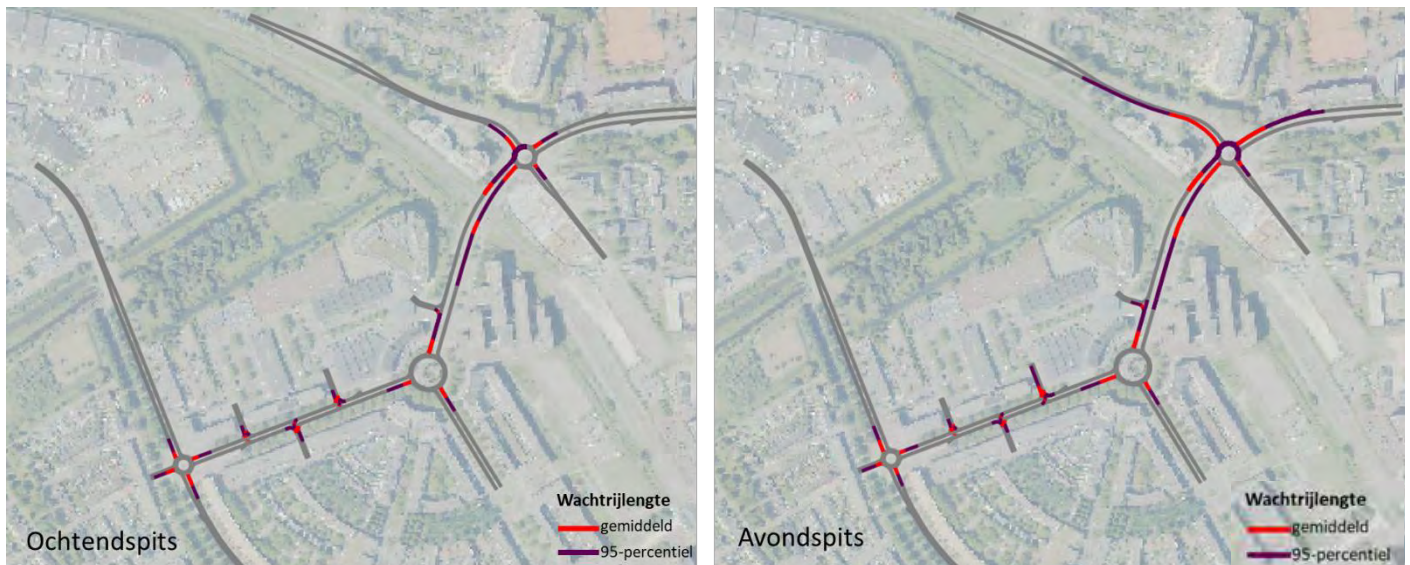 Wachtrijlengte
gemiddeld
95-percentiel
Ochtendspits
Wachtrijlengte
gemiddeld
95-percentiel
Avondspits